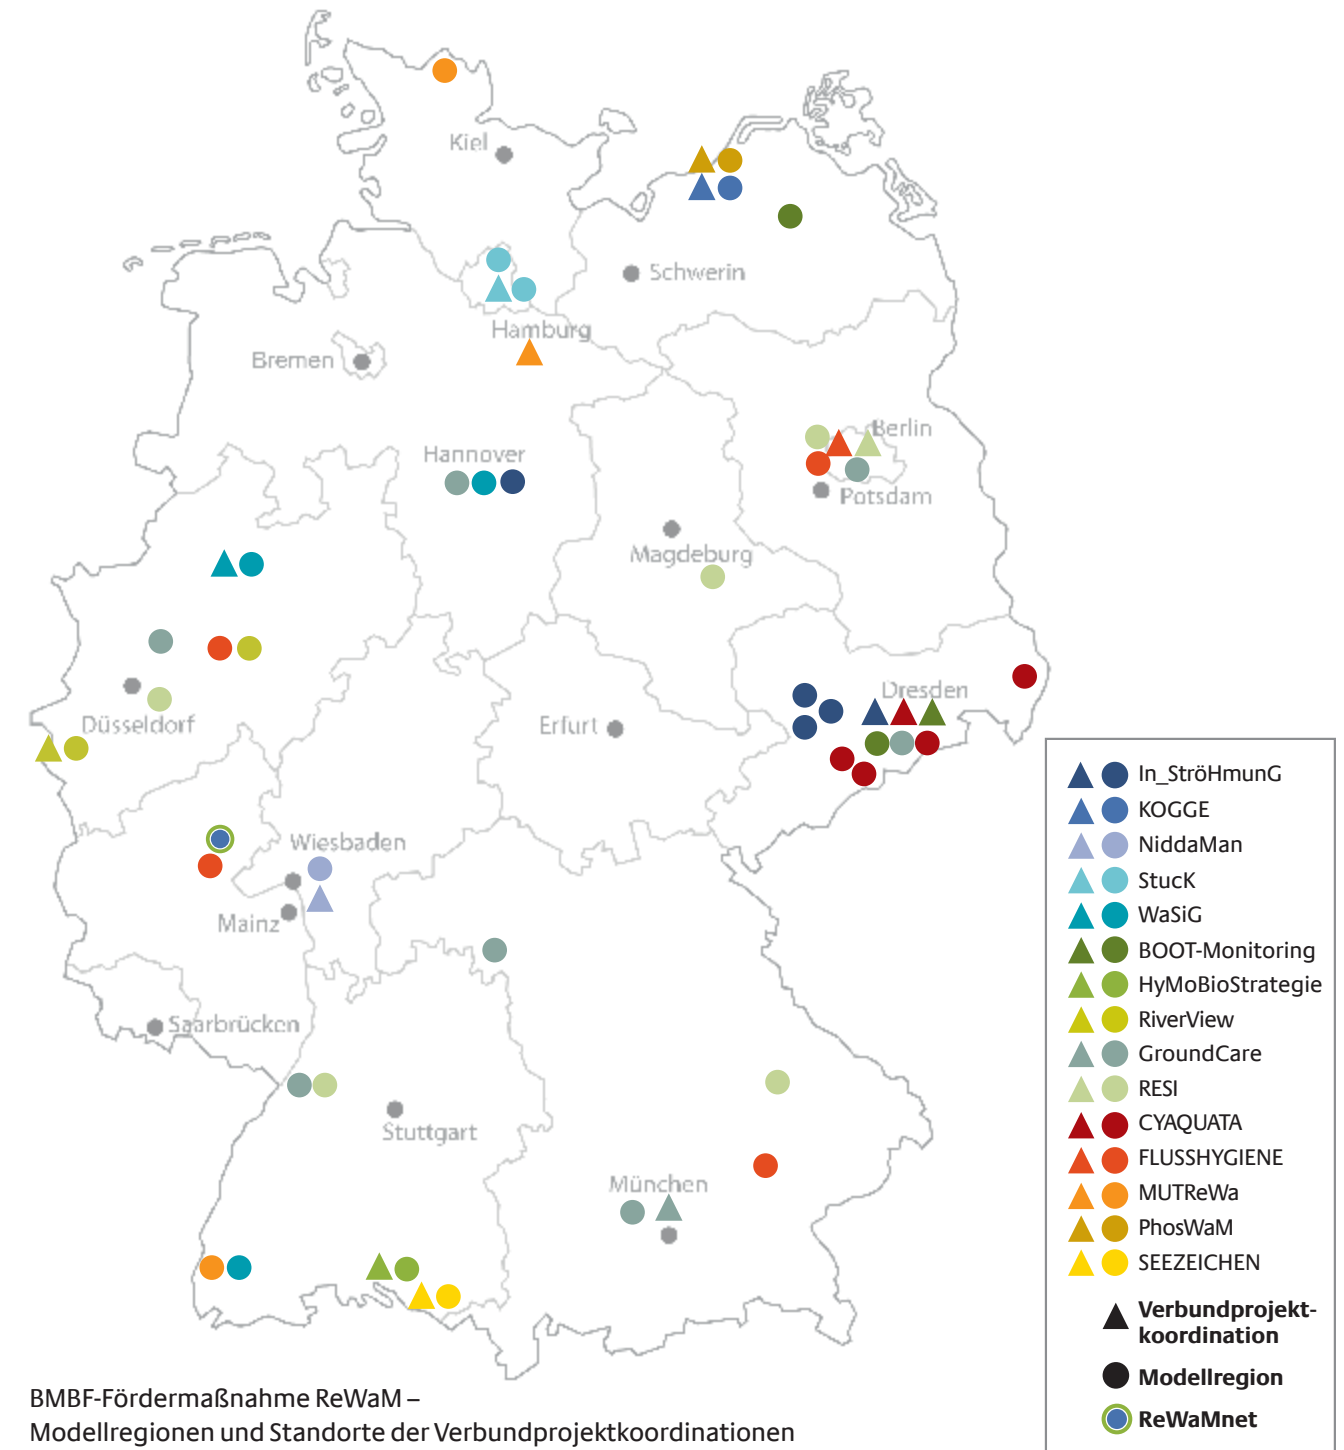 Kiel
Schwerin
Hamburg
Bremen
Berlin
Hannover
Potsdam
Magdeburg
Dresden
Düsseldorf
Erfurt
Wiesbaden
Mainz
Saarbrücken
Stuttgart
München
In_StröHmunG
KOGGE
NiddaMan
StucK
WaSiG
BOOT-Monitoring
HyMoBioStrategie
RiverView
GroundCare
RESI
CYAQUATA
FLUSSHYGIENE
MUTReWa
PhosWaM
SEEZEICHEN
Verbundprojekt-
koordination
Modellregion
ReWaMnet
BMBF-Fördermaßnahme ReWaM –
Modellregionen und Standorte der Verbundprojektkoordinationen